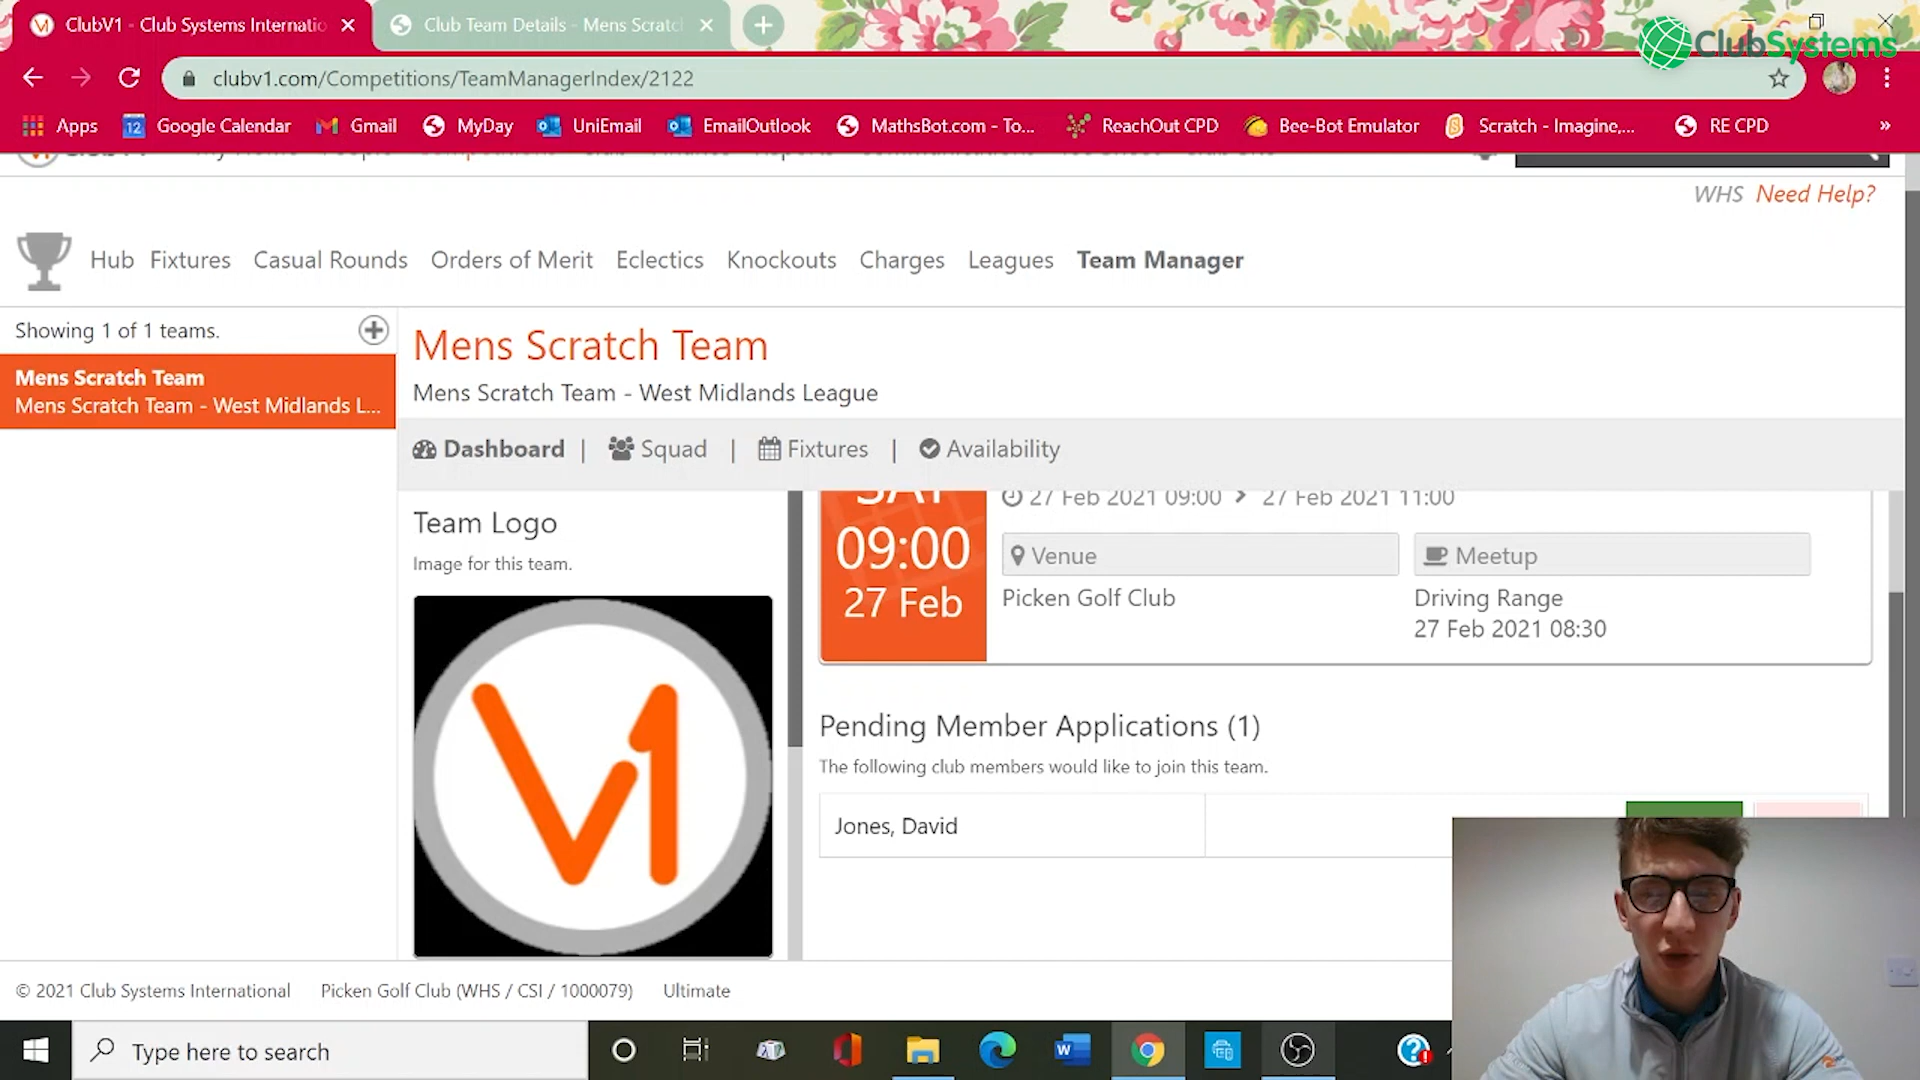 ClubV1 - Club Systems Internatio
Club Team Details - Mens Scratc
ClubSystems
clubv1.com/Competitions/TeamManagerIndex/2122
Apps
12
Google Calendar
Gmail
MyDay
UniEmail
EmailOutlook
MathsBot.com - To...
ReachOut CPD
Bee-Bot Emulator
Scratch - Imagine,...
RE CPD
»
WHS Need Help?
Hub
Fixtures
Casual Rounds
Orders of Merit
Eclectics
Knockouts
Charges
Leagues
Team Manager
Showing 1 of 1 teams.
Mens Scratch Team
Mens Scratch Team - West Midlands L...
Mens Scratch Team
Mens Scratch Team - West Midlands League
Dashboard | Squad | Fixtures | Availability
Team Logo
Image for this team.
V1
SAT
09:00
27 Feb
27 Feb 2021 09:00 > 27 Feb 2021 11:00
Venue
Picken Golf Club
Meetup
Driving Range
27 Feb 2021 08:30
Pending Member Applications (1)
The following club members would like to join this team.
Jones, David
© 2021 Club Systems International
Picken Golf Club (WHS / CSI / 1000079)
Ultimate
Type here to search